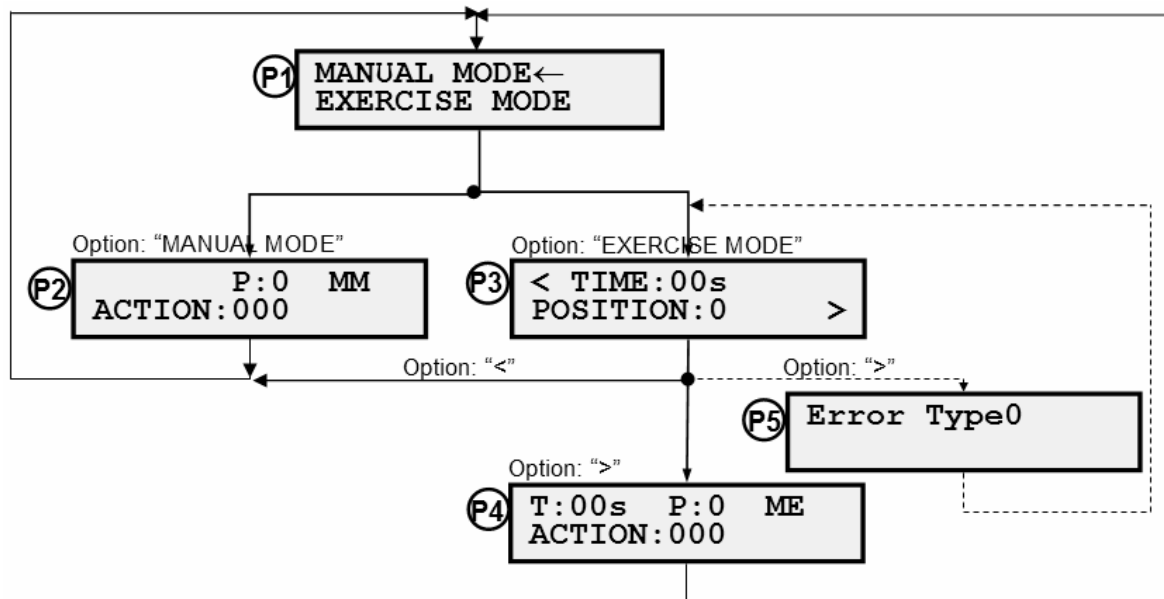 P1
MANUAL MODE←
EXERCISE MODE
Option: “MANUAL MODE”
Option: “EXERCISE MODE”
P2
P:0 MM
ACTION:000
P3
< TIME:00s
POSITION:0 >
Option: “<”
Option: “>”
P5
Error Type0
Option: “>”
P4
T:00s P:0 ME
ACTION:000